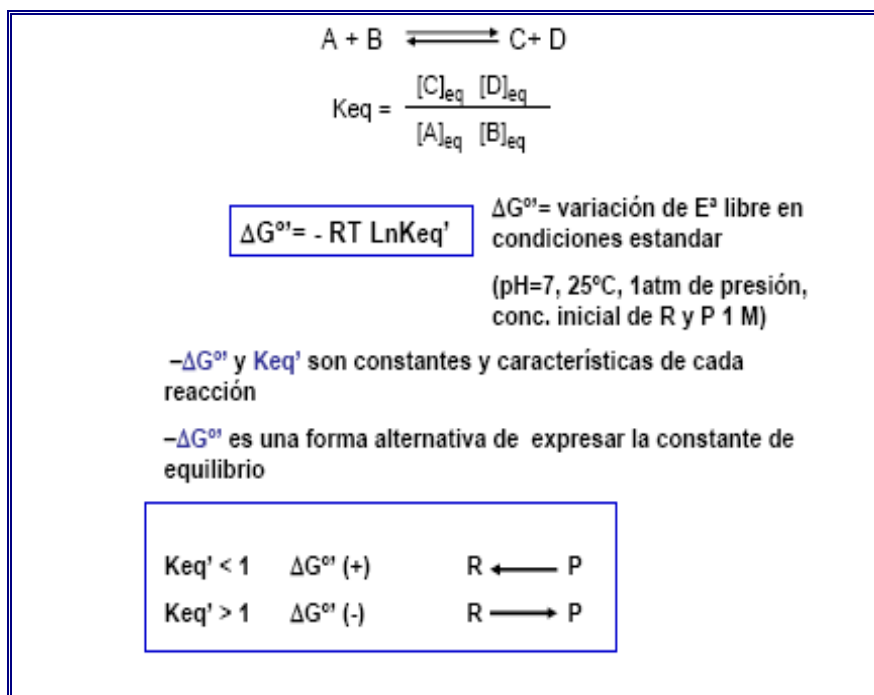 A + B ⇌ C+ D
Keq = [C]eq [D]eq
[A]eq [B]eq
ΔGº'= - RT LnKeq'
ΔGº'= variación de Eª libre en
condiciones estandar
(pH=7, 25ºC, 1atm de presión,
conc. inicial de R y P 1 M)
–ΔGº' y Keq' son constantes y características de cada
reacción
–ΔGº' es una forma alternativa de expresar la constante de
equilibrio
Keq' < 1 ΔGº' (+) R ← P
Keq' > 1 ΔGº' (-) R → P